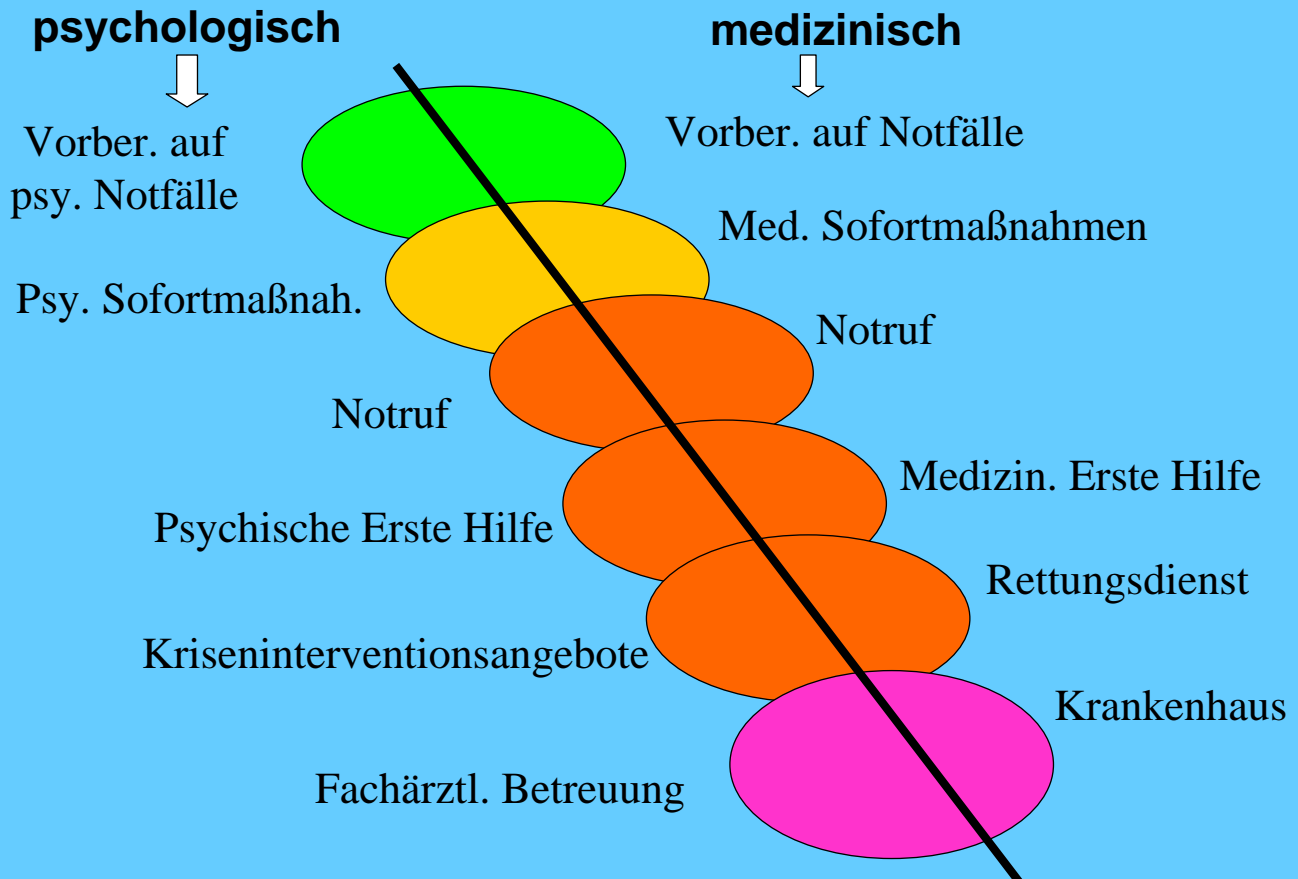 psychologisch
medizinisch
Vorber. auf
psy. Notfälle
Vorber. auf Notfälle
Med. Sofortmaßnahmen
Psy. Sofortmaßnah.
Notruf
Notruf
Medizin. Erste Hilfe
Psychische Erste Hilfe
Rettungsdienst
Kriseninterventionsangebote
Krankenhaus
Fachärztl. Betreuung